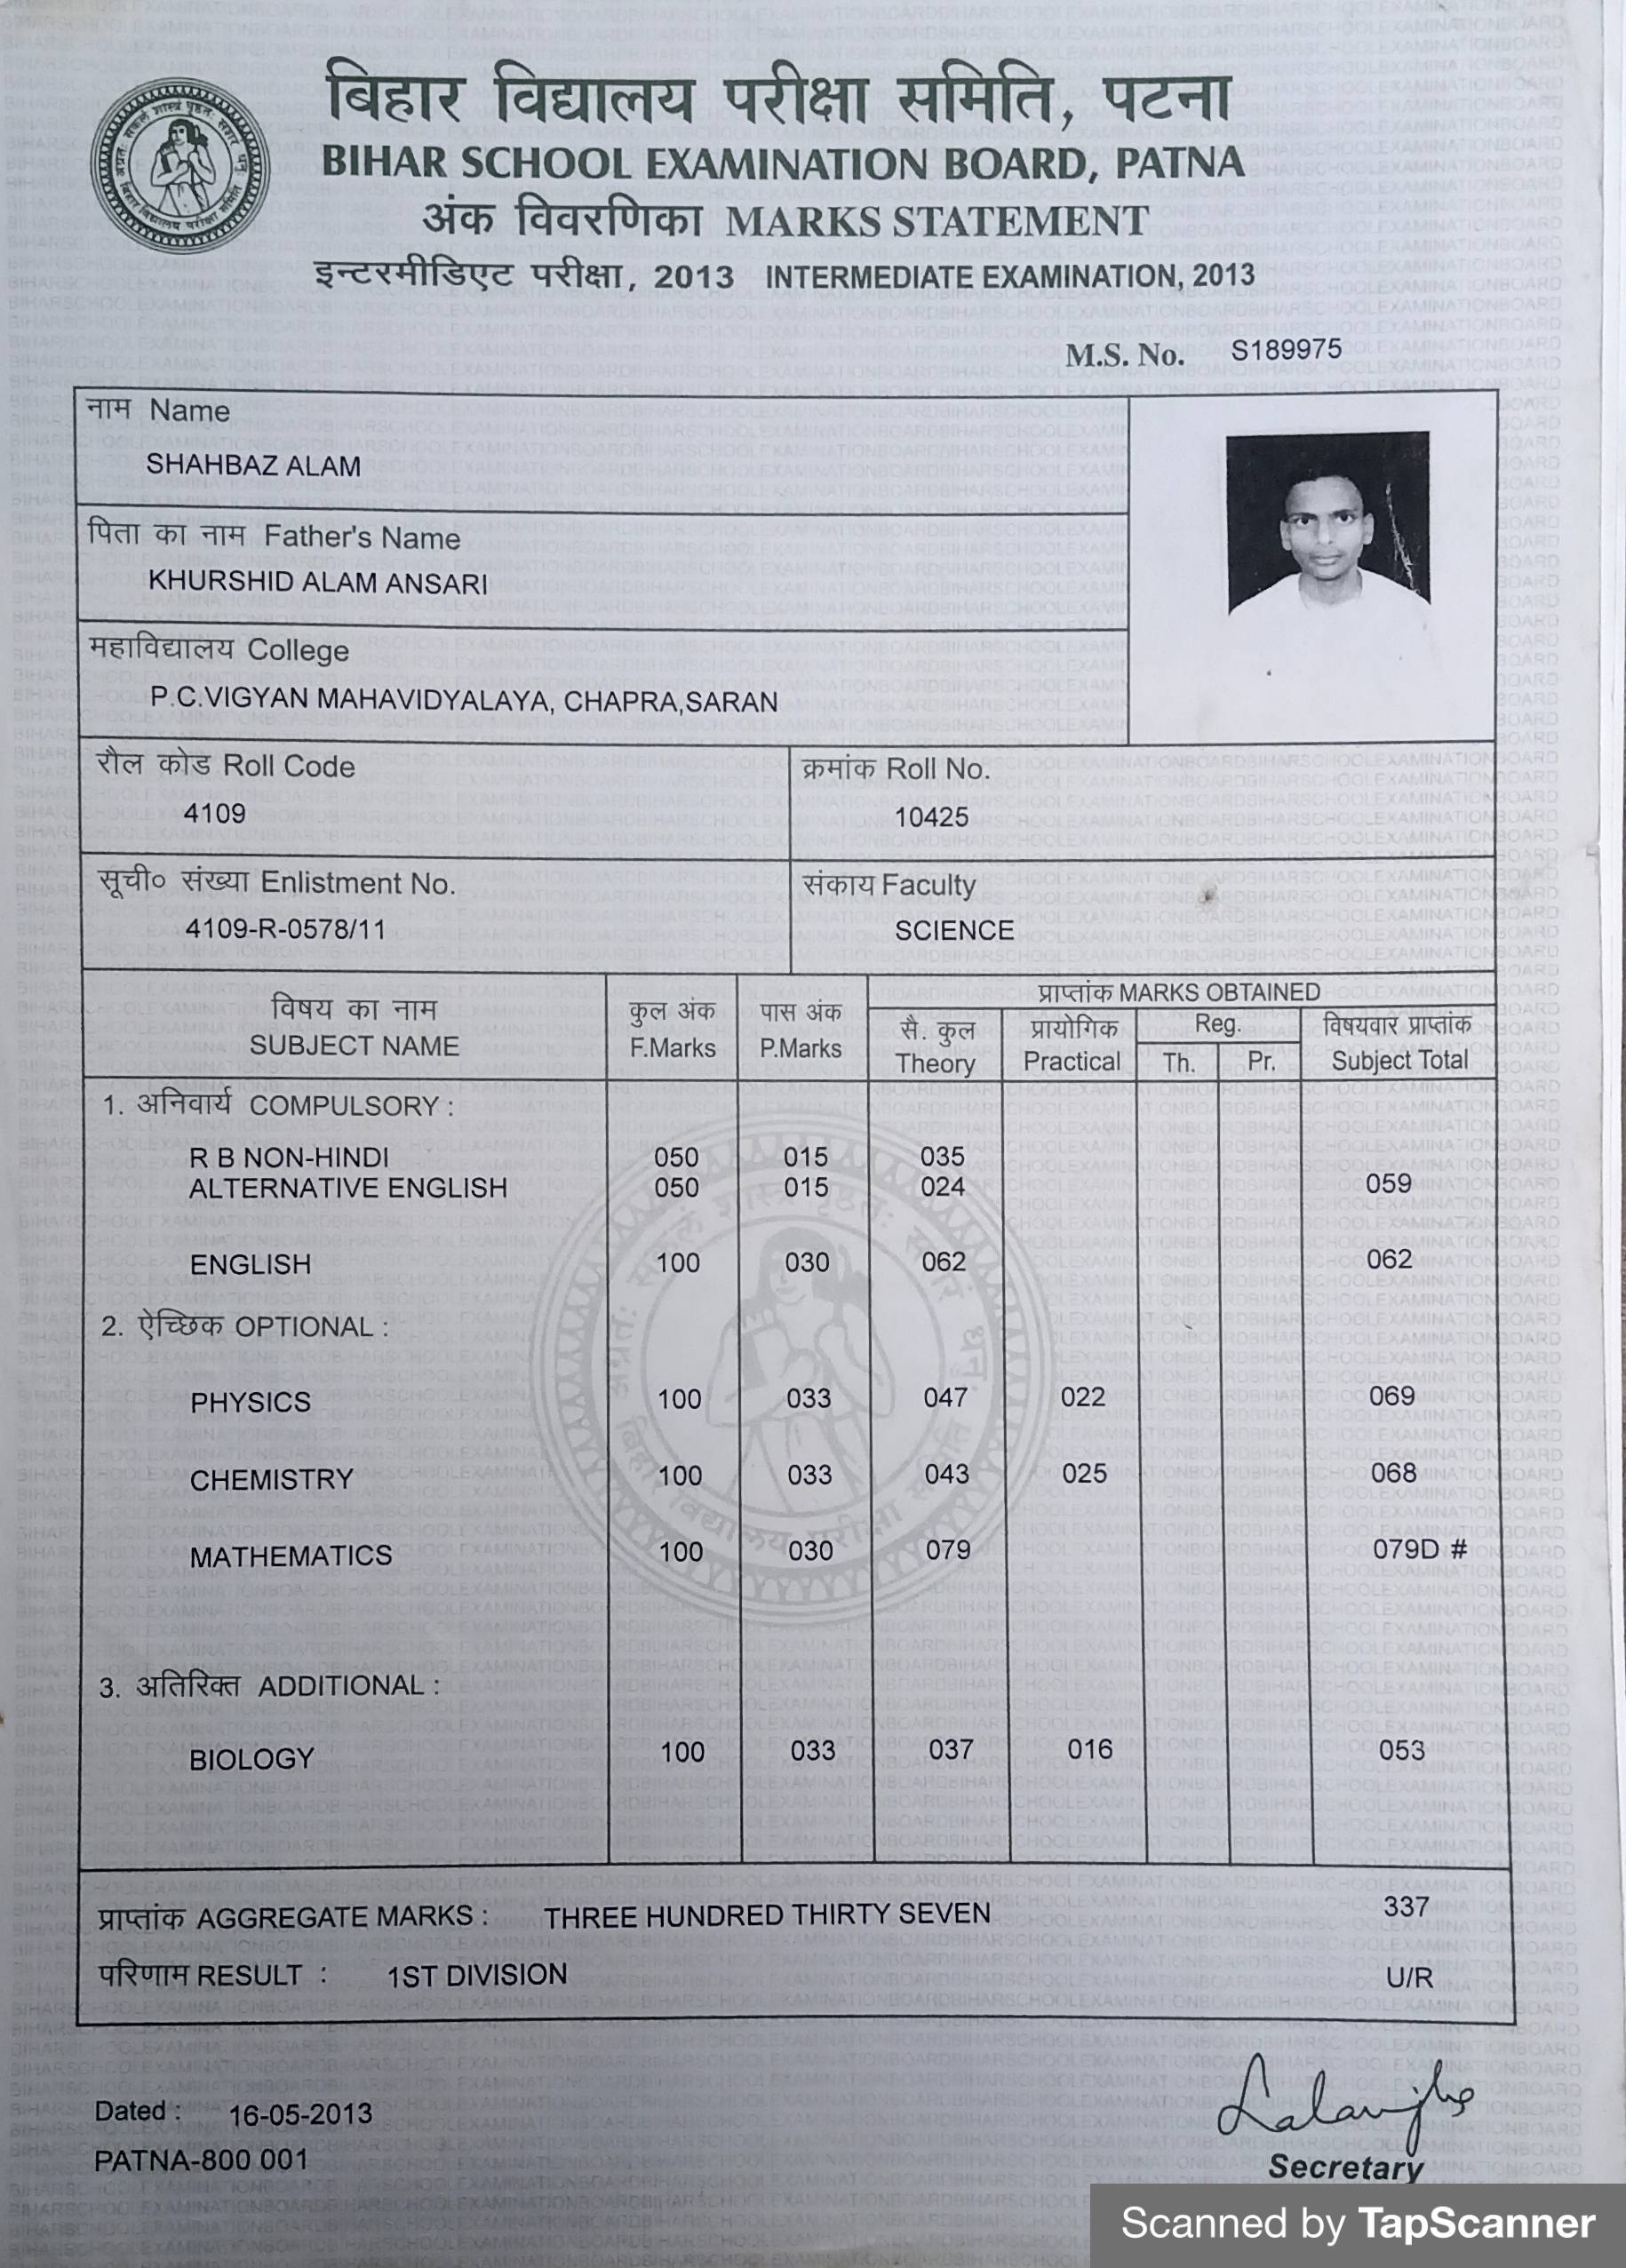 बिहार विद्यालय परीक्षा समिति, पटना
BIHAR SCHOOL EXAMINATION BOARD, PATNA
अंक विवरणिका MARKS STATEMENT
इन्टरमीडिएट परीक्षा, 2013 INTERMEDIATE EXAMINATION, 2013
M.S. No. S189975
नाम Name
SHAHBAZ ALAM
पिता का नाम Father's Name
KHURSHID ALAM ANSARI
महाविद्यालय College
P.C.VIGYAN MAHAVIDYALAYA, CHAPRA,SARAN
रौल कोड Roll Code क्रमांक Roll No.
4109 10425
सूची० संख्या Enlistment No. संकाय Faculty
4109-R-0578/11 SCIENCE
विषय का नाम कुल अंक पास अंक प्राप्तांक MARKS OBTAINED
SUBJECT NAME F.Marks P.Marks सै. कुल प्रायोगिक Reg. विषयवार प्राप्तांक
Theory Practical Th. Pr. Subject Total
1. अनिवार्य COMPULSORY :
R B NON-HINDI 050 015 035
ALTERNATIVE ENGLISH 050 015 024 059
ENGLISH 100 030 062 062
2. ऐच्छिक OPTIONAL :
PHYSICS 100 033 047 022 069
CHEMISTRY 100 033 043 025 068
MATHEMATICS 100 030 079 079D #
3. अतिरिक्त ADDITIONAL :
BIOLOGY 100 033 037 016 053
प्राप्तांक AGGREGATE MARKS : THREE HUNDRED THIRTY SEVEN 337
परिणाम RESULT : 1ST DIVISION U/R
Dated : 16-05-2013
PATNA-800 001
Secretary
Scanned by TapScanner